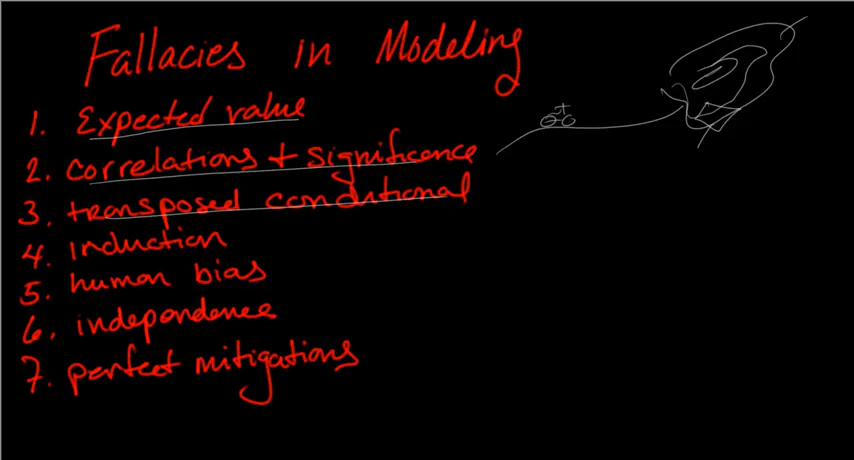 Fallacies in Modeling
1. Expected value
2. correlations + significance
3. transposed conditional
4. induction
5. human bias
6. independence
7. perfect mitigations